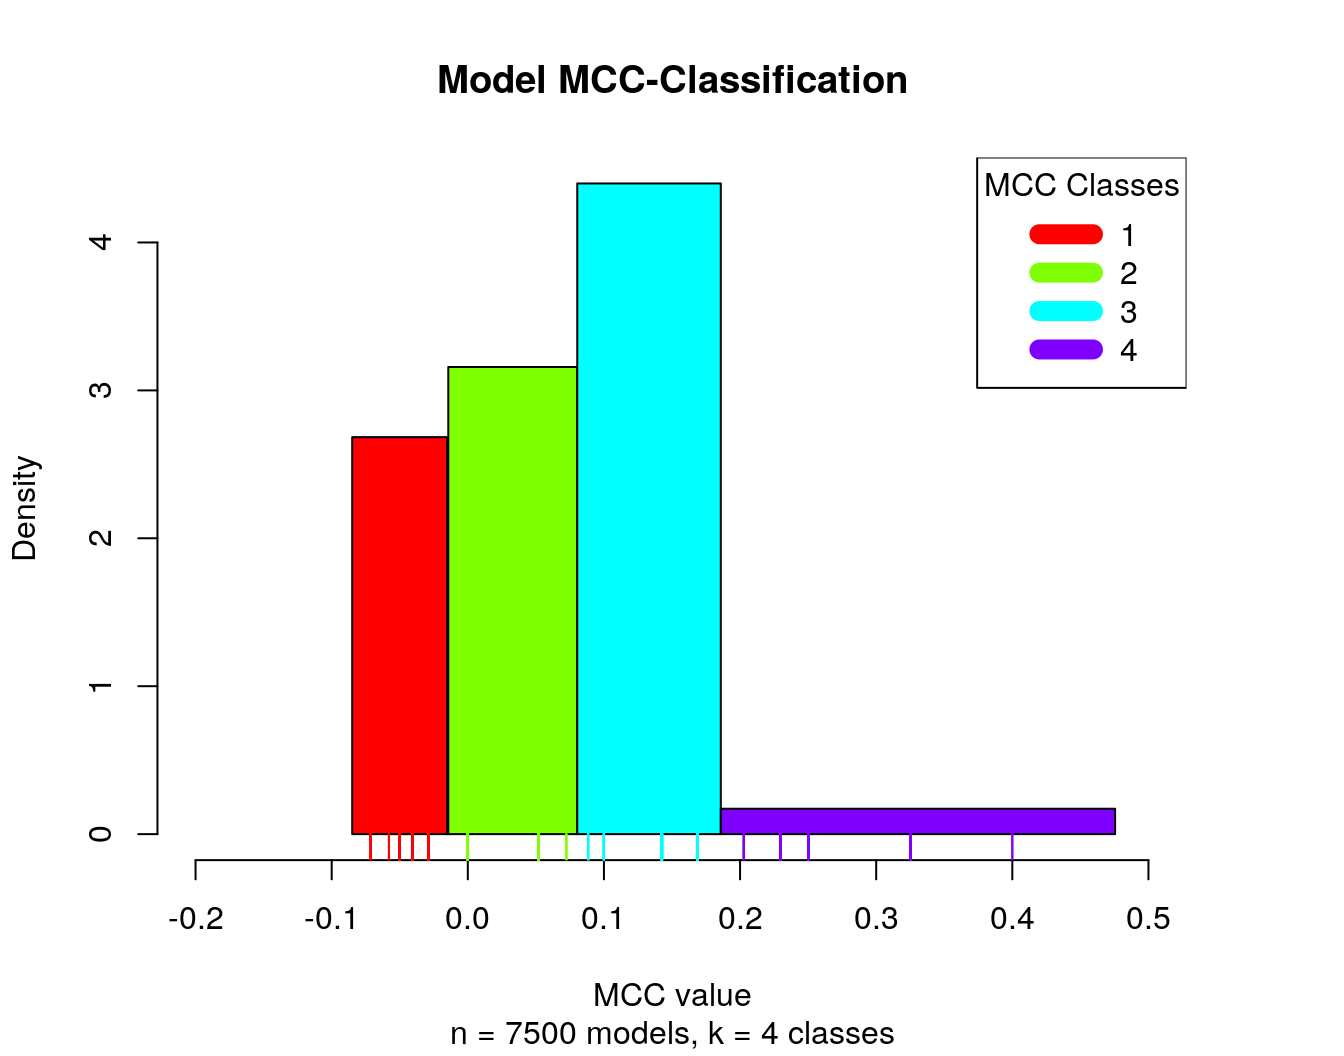 Model MCC-Classification
MCC Classes
1
2
3
4
Density
4
3
2
1
0
-0.2 -0.1 0.0 0.1 0.2 0.3 0.4 0.5
MCC value
n = 7500 models, k = 4 classes